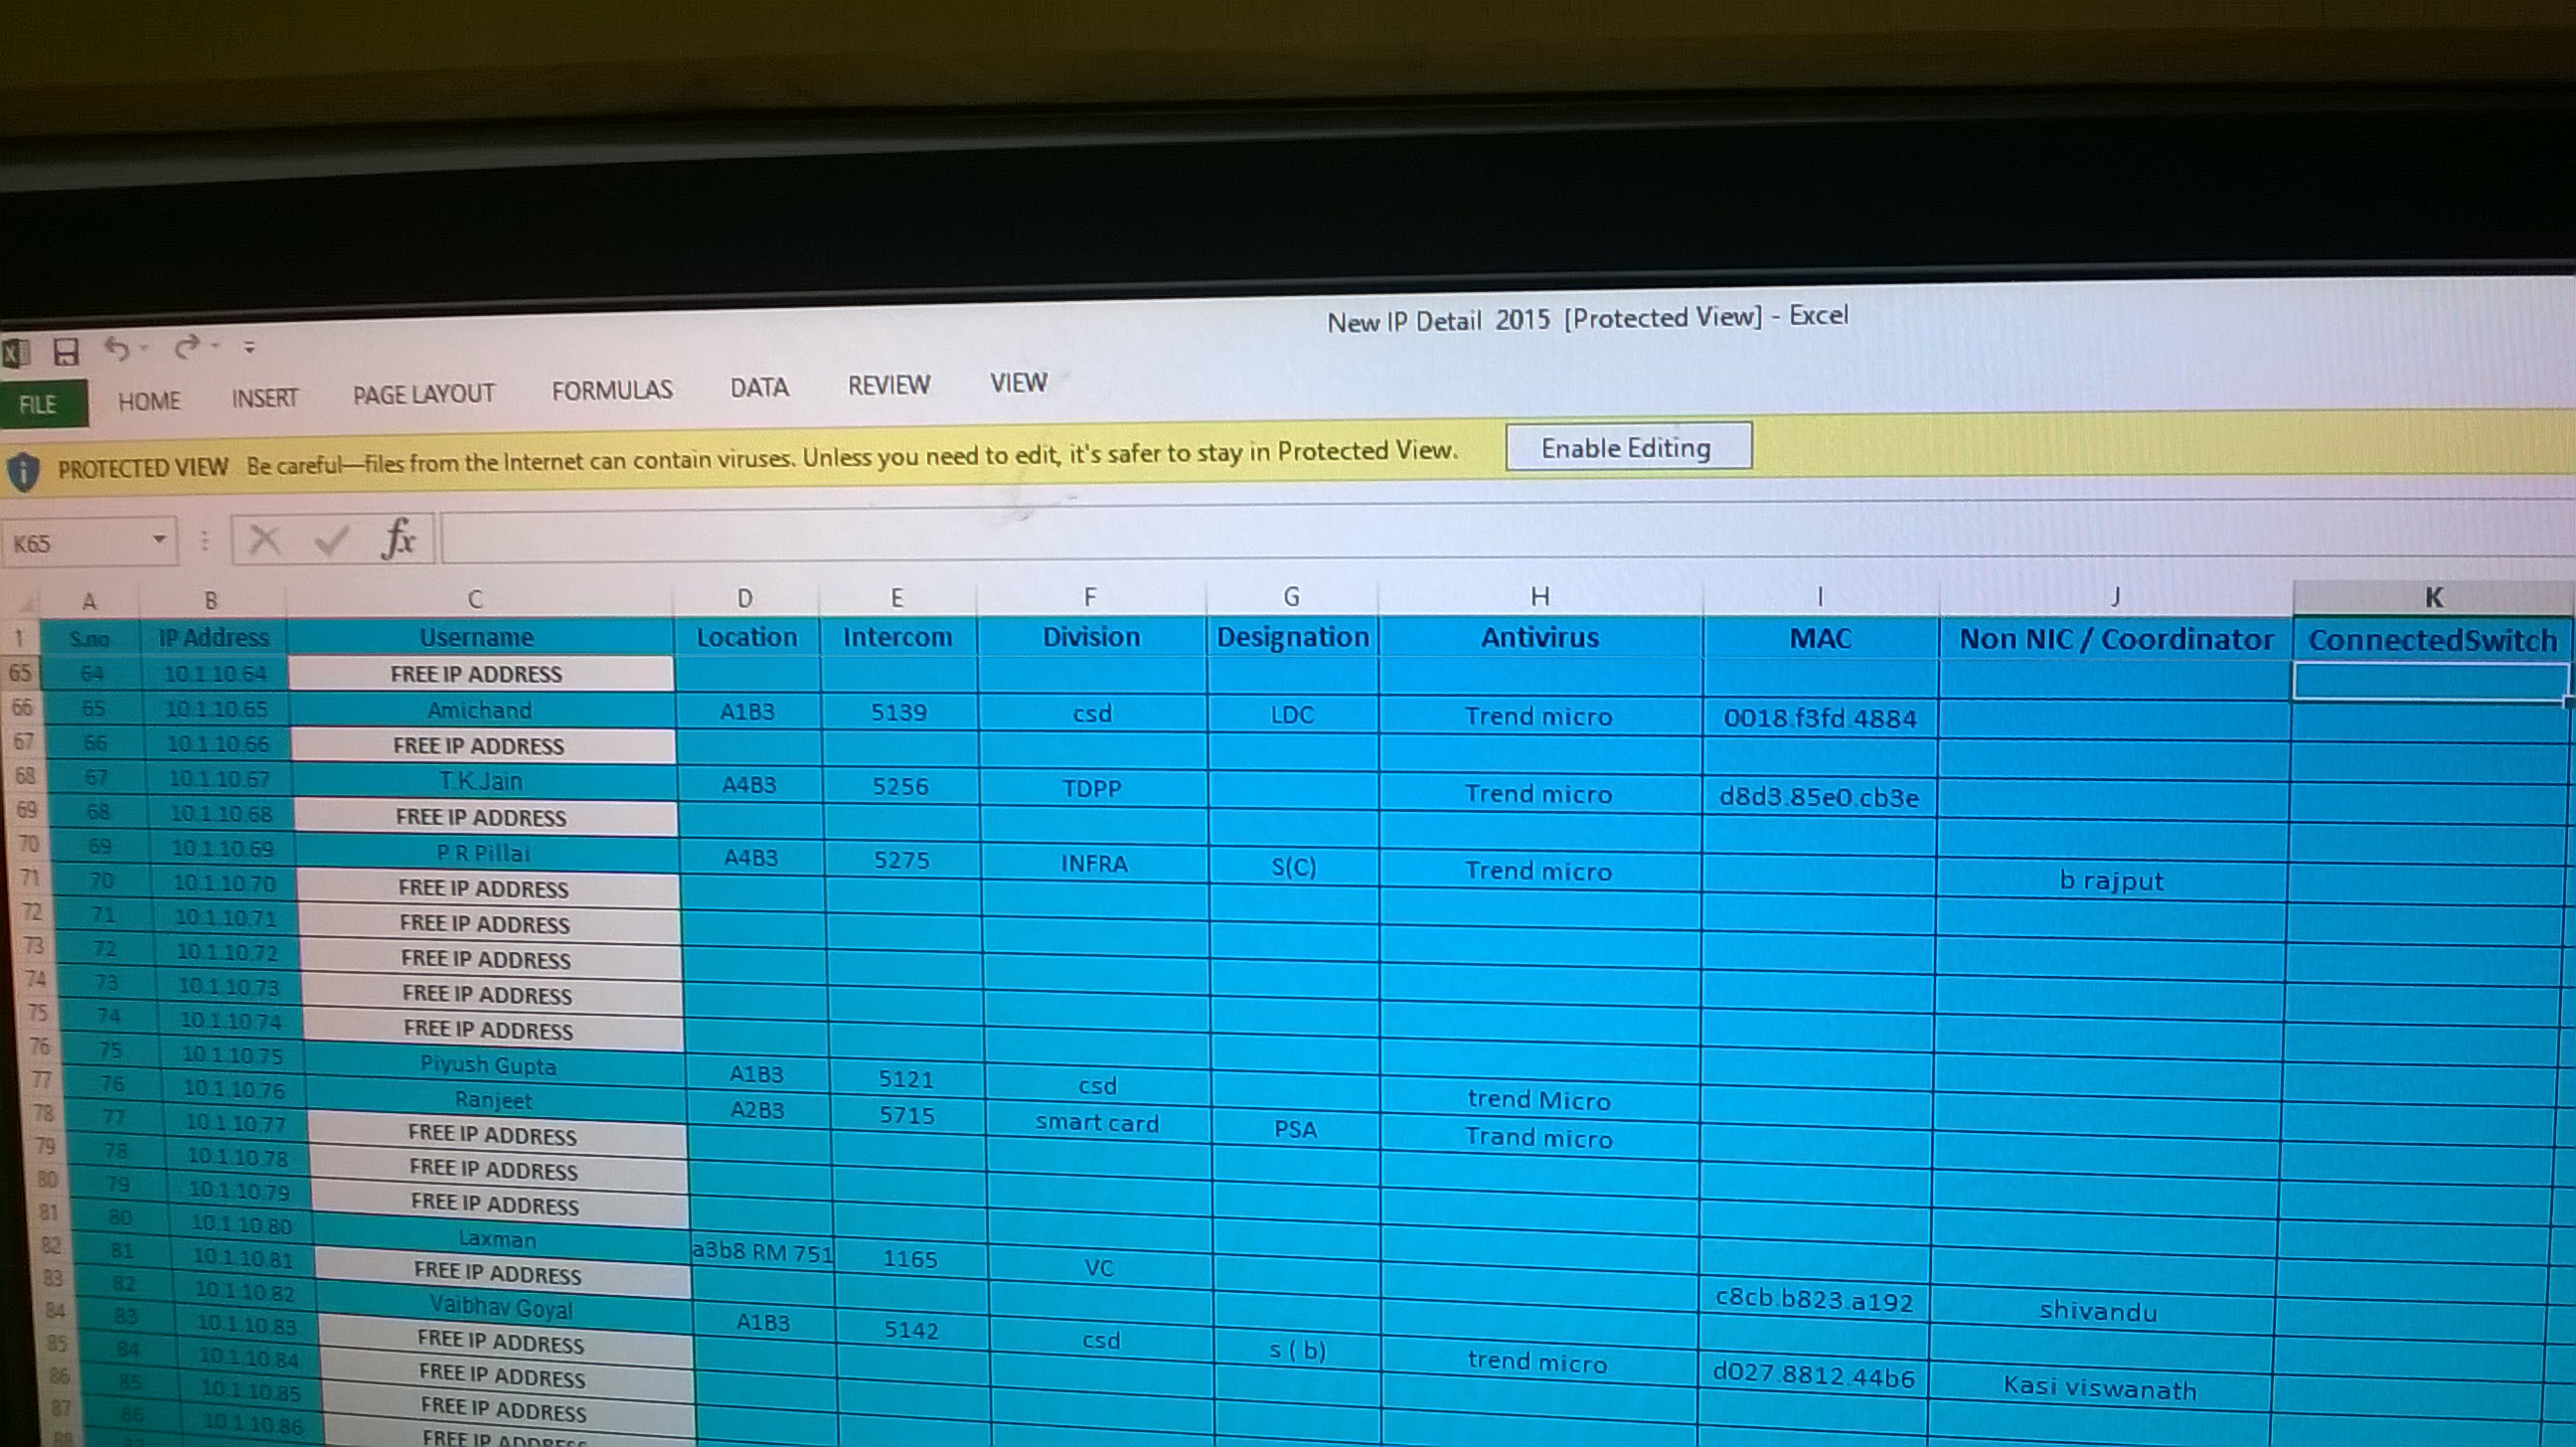 New IP Detail 2015 [Protected View] - Excel
FILE HOME INSERT PAGE LAYOUT FORMULAS DATA REVIEW VIEW
PROTECTED VIEW Be careful—files from the Internet can contain viruses. Unless you need to edit, it's safer to stay in Protected View. Enable Editing
K65 fx
A B C D E F G H I J K
1 S.no IP Address Username Location Intercom Division Designation Antivirus MAC Non NIC / Coordinator ConnectedSwitch
65 64 10.1.10.64 FREE IP ADDRESS
66 65 10.1.10.65 Amichand A1B3 5139 csd LDC Trend micro 0018.f3fd.4884
67 66 10.1.10.66 FREE IP ADDRESS
68 67 10.1.10.67 T.K.Jain A4B3 5256 TDPP Trend micro d8d3.85e0.cb3e
69 68 10.1.10.68 FREE IP ADDRESS
70 69 10.1.10.69 P R Pillai A4B3 5275 INFRA S(C) Trend micro b rajput
71 70 10.1.10.70 FREE IP ADDRESS
72 71 10.1.10.71 FREE IP ADDRESS
73 72 10.1.10.72 FREE IP ADDRESS
74 73 10.1.10.73 FREE IP ADDRESS
75 74 10.1.10.74 FREE IP ADDRESS
76 75 10.1.10.75 Piyush Gupta A1B3 5121 csd trend Micro
77 76 10.1.10.76 Ranjeet A2B3 5715 smart card PSA Trand micro
78 77 10.1.10.77 FREE IP ADDRESS
79 78 10.1.10.78 FREE IP ADDRESS
80 79 10.1.10.79 FREE IP ADDRESS
81 80 10.1.10.80 Laxman a3b8 RM 751 1165 VC c8cb.b823.a192 shivandu
82 81 10.1.10.81 FREE IP ADDRESS
83 82 10.1.10.82 Vaibhav Goyal A1B3 5142 csd s ( b) trend micro d027.8812.44b6 Kasi viswanath
84 83 10.1.10.83 FREE IP ADDRESS
85 84 10.1.10.84 FREE IP ADDRESS
86 85 10.1.10.85 FREE IP ADDRESS
87 86 10.1.10.86 FREE IP ADDRESS
88